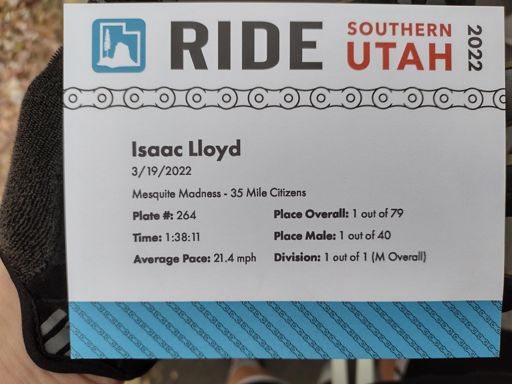 RIDE SOUTHERN UTAH 2022
Isaac Lloyd
3/19/2022
Mesquite Madness - 35 Mile Citizens
Plate #: 264 Place Overall: 1 out of 79
Time: 1:38:11 Place Male: 1 out of 40
Average Pace: 21.4 mph Division: 1 out of 1 (M Overall)